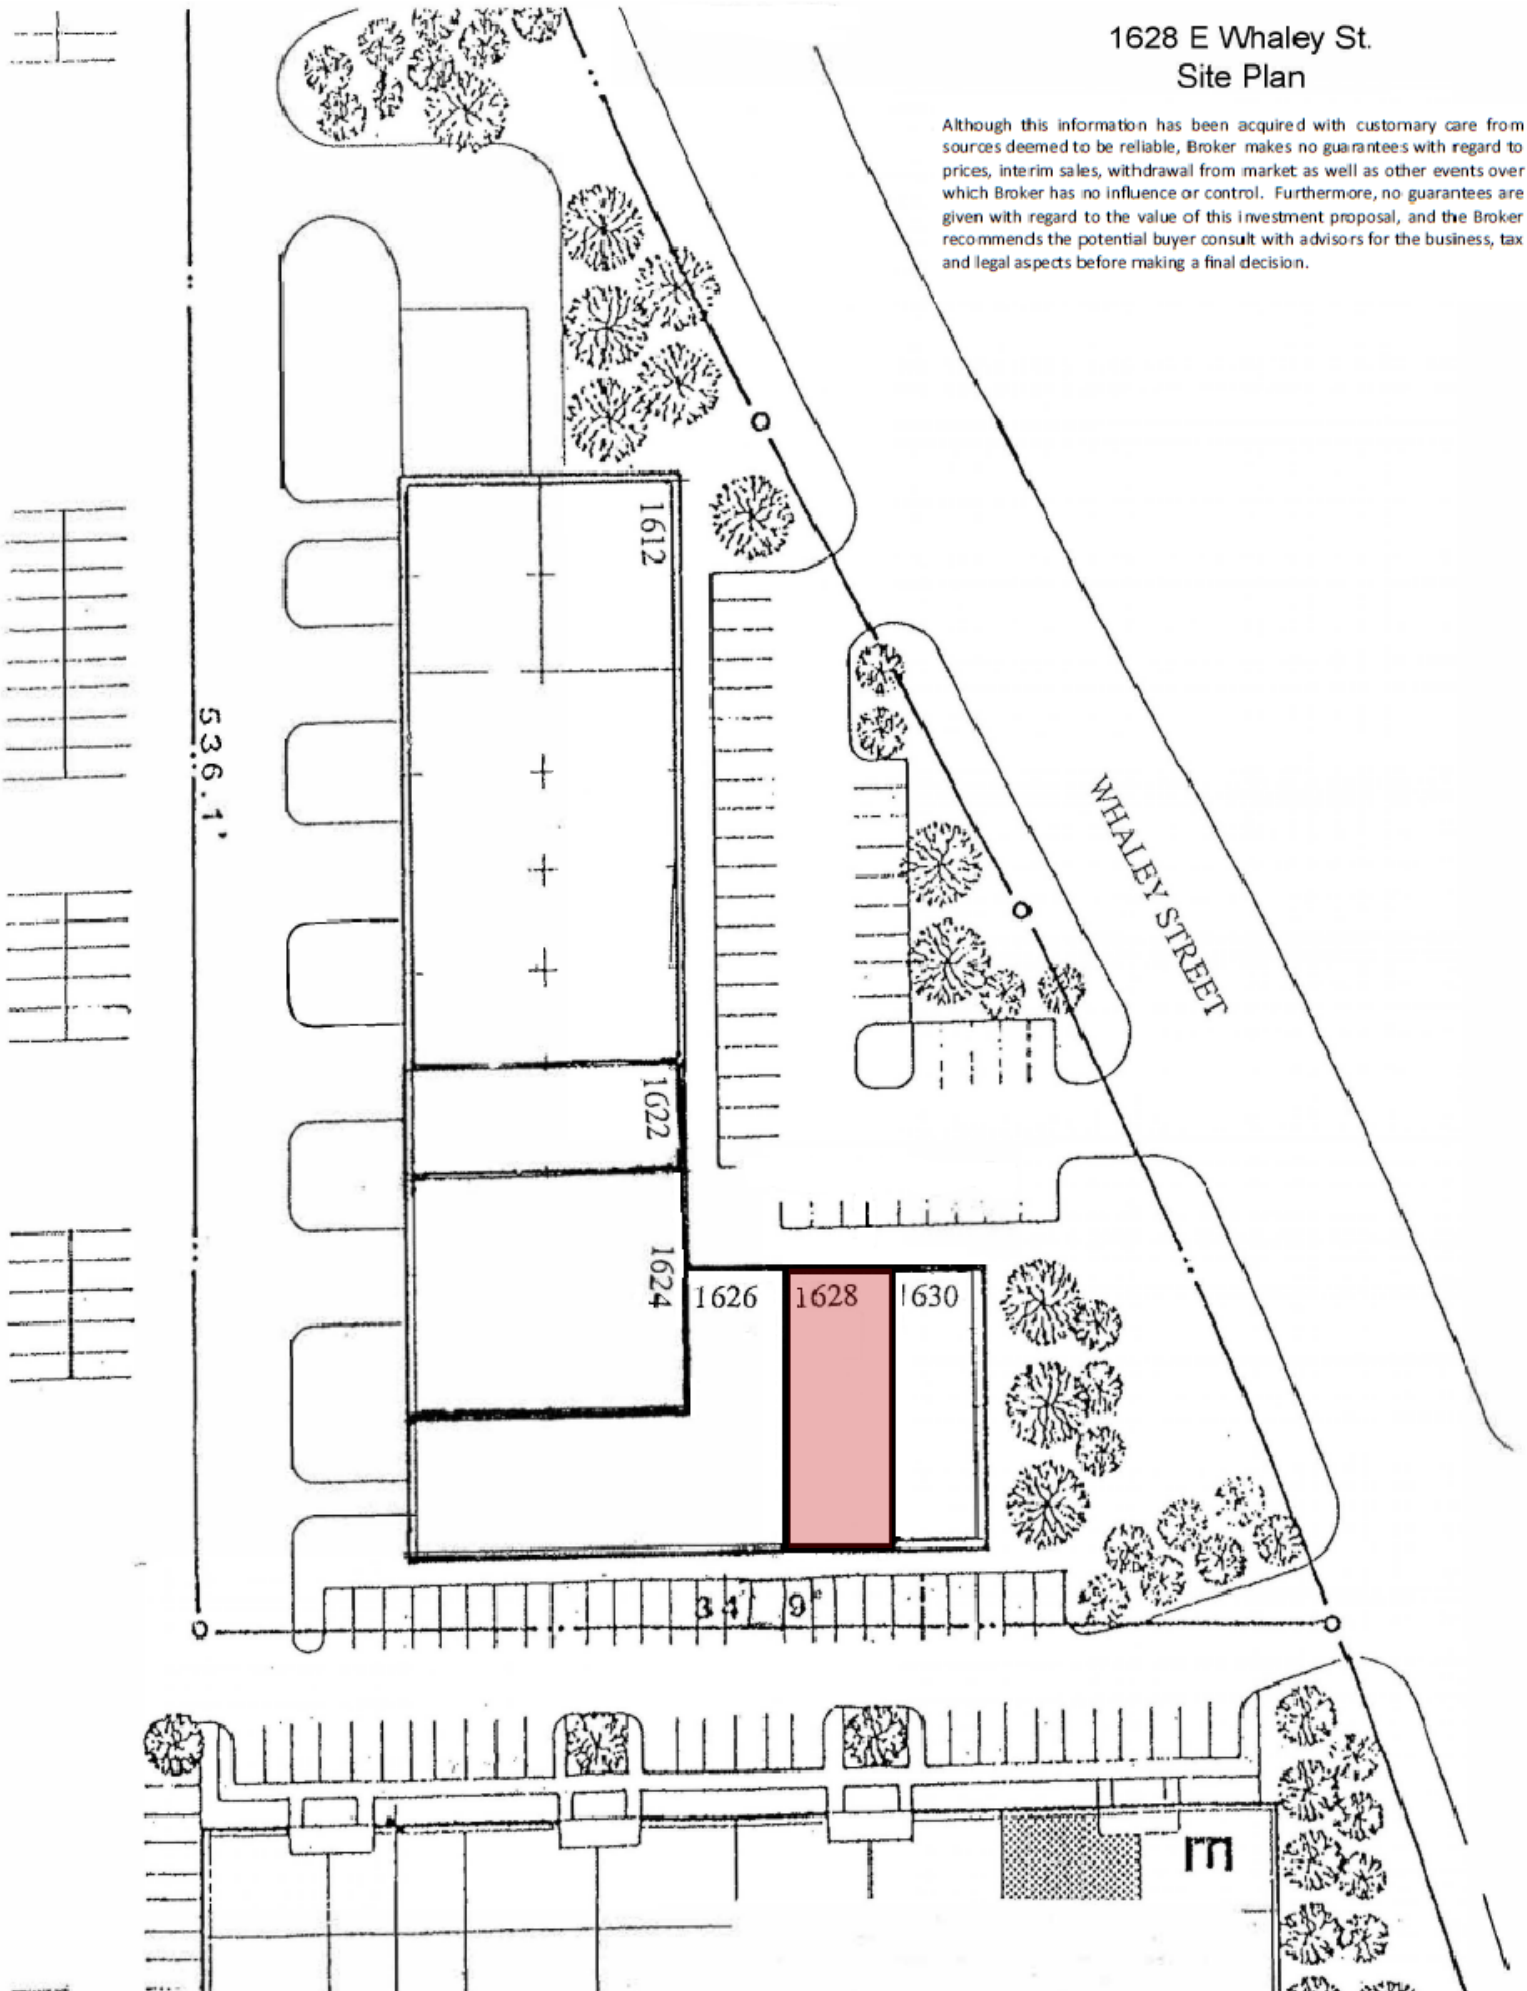 1628 E Whaley St.
Site Plan
Although this information has been acquired with customary care from
sources deemed to be reliable, Broker makes no guarantees with regard to
prices, interim sales, withdrawal from market as well as other events over
which Broker has no influence or control. Furthermore, no guarantees are
given with regard to the value of this investment proposal, and the Broker
recommends the potential buyer consult with advisors for the business, tax
and legal aspects before making a final decision.
1612
536.1'
WHALEY STREET
1622
1624
1626
1628
1630
E